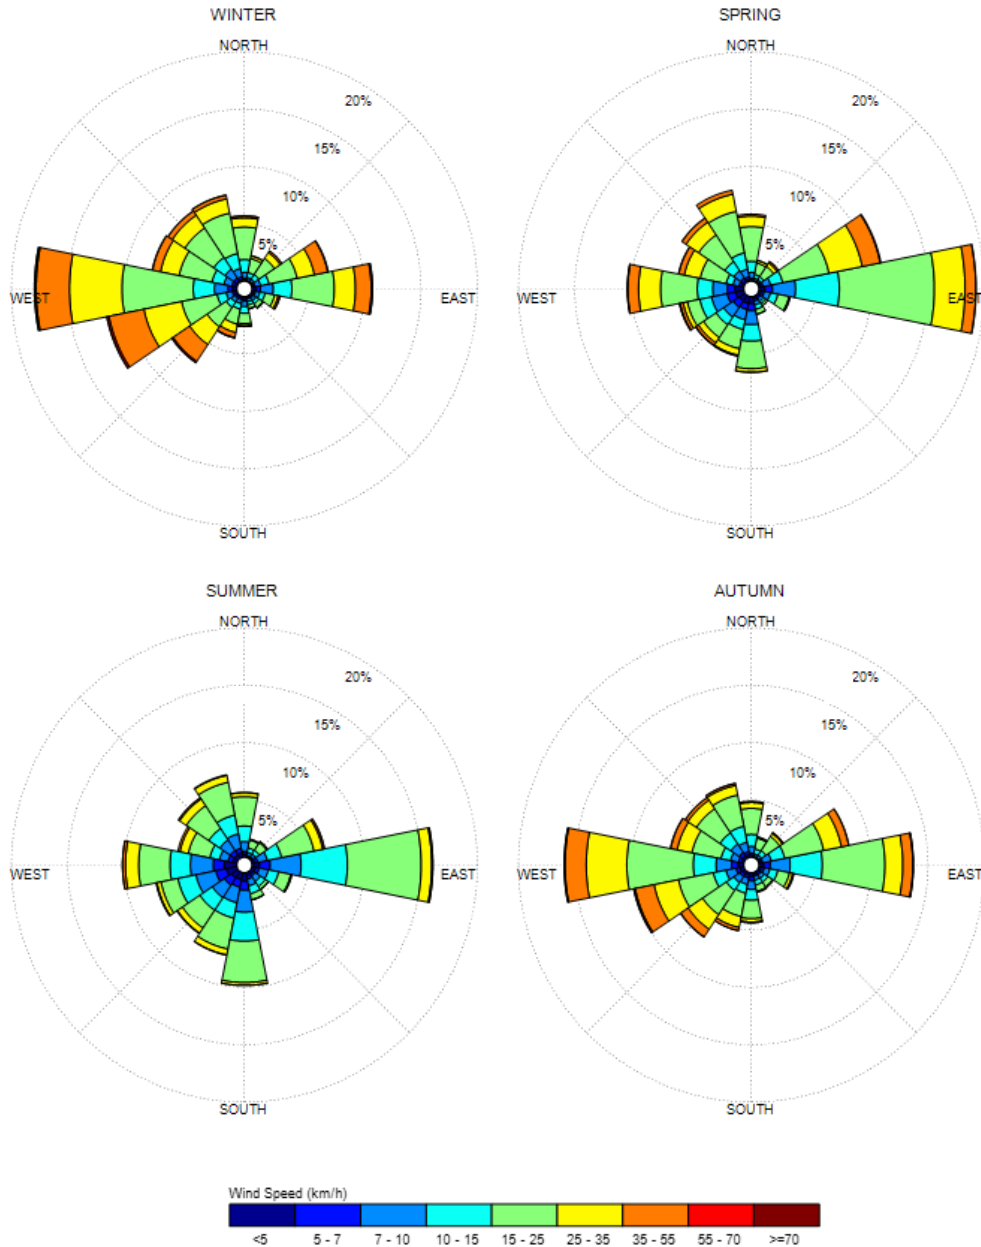 WINTER
SPRING
NORTH
NORTH
20%
20%
15%
15%
10%
10%
5%
5%
WEST
EAST
WEST
EAST
SOUTH
SOUTH
SUMMER
AUTUMN
NORTH
NORTH
20%
20%
15%
15%
10%
10%
5%
5%
WEST
EAST
WEST
EAST
SOUTH
SOUTH
Wind Speed (km/h)
<5 5 - 7 7 - 10 10 - 15 15 - 25 25 - 35 35 - 55 55 - 70 >=70